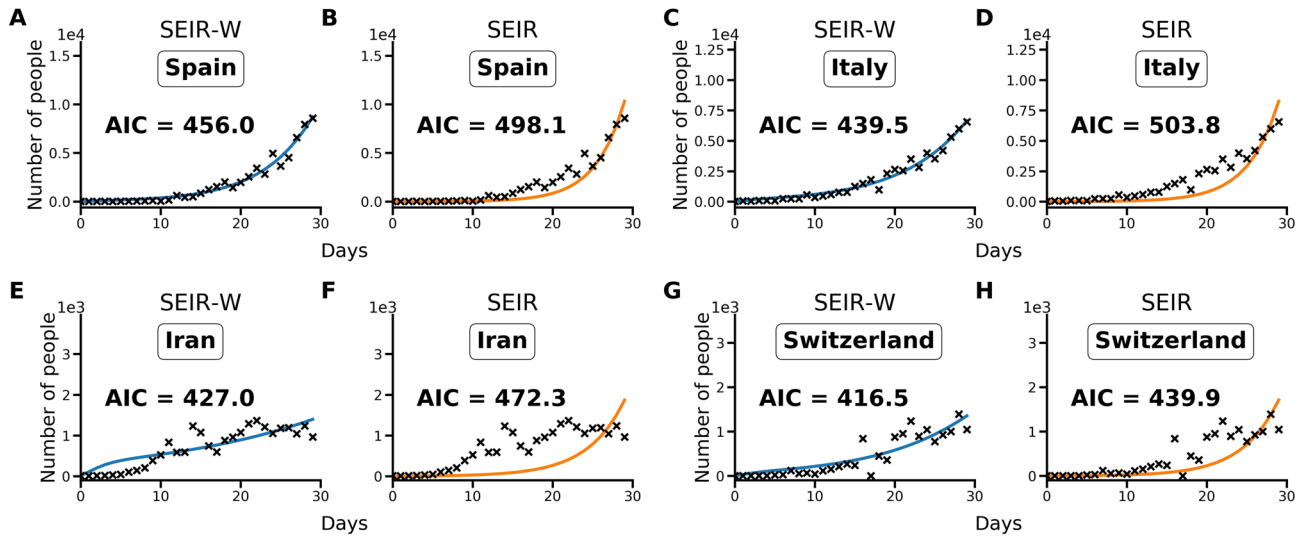 A
SEIR-W
1e4
Spain
AIC = 456.0
Number of people
1.5
1.0
0.5
0.0
0
10
20
30
Days
B
SEIR
1e4
Spain
AIC = 498.1
1.5
1.0
0.5
0.0
0
10
20
30
C
SEIR-W
1e4
Italy
AIC = 439.5
Number of people
1.25
1.00
0.75
0.50
0.25
0.00
0
10
20
30
Days
D
SEIR
1e4
Italy
AIC = 503.8
1.25
1.00
0.75
0.50
0.25
0.00
0
10
20
30
E
SEIR-W
1e3
Iran
AIC = 427.0
Number of people
3
2
1
0
0
10
20
30
Days
F
SEIR
1e3
Iran
AIC = 472.3
3
2
1
0
0
10
20
30
G
SEIR-W
1e3
Switzerland
AIC = 416.5
Number of people
3
2
1
0
0
10
20
30
Days
H
SEIR
1e3
Switzerland
AIC = 439.9
3
2
1
0
0
10
20
30